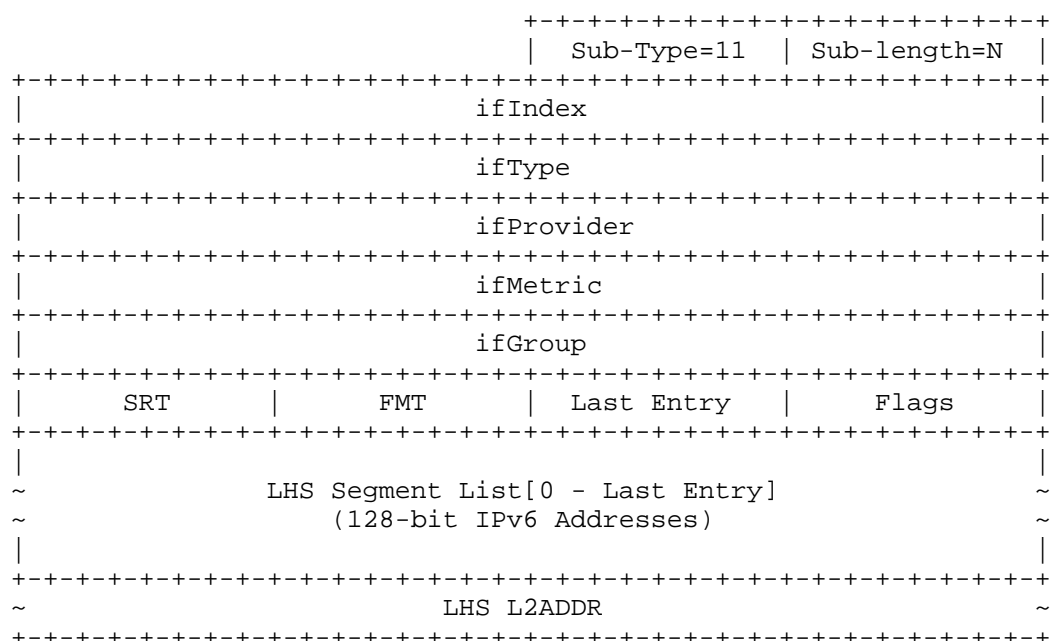 +-+-+-+-+-+-+-+-+-+-+-+-+-+-+-+-+
                                |  Sub-Type=11  | Sub-length=N  |
+-+-+-+-+-+-+-+-+-+-+-+-+-+-+-+-+-+-+-+-+-+-+-+-+-+-+-+-+-+-+-+-+
|                            ifIndex                            |
+-+-+-+-+-+-+-+-+-+-+-+-+-+-+-+-+-+-+-+-+-+-+-+-+-+-+-+-+-+-+-+-+
|                            ifType                             |
+-+-+-+-+-+-+-+-+-+-+-+-+-+-+-+-+-+-+-+-+-+-+-+-+-+-+-+-+-+-+-+-+
|                            ifProvider                         |
+-+-+-+-+-+-+-+-+-+-+-+-+-+-+-+-+-+-+-+-+-+-+-+-+-+-+-+-+-+-+-+-+
|                            ifMetric                           |
+-+-+-+-+-+-+-+-+-+-+-+-+-+-+-+-+-+-+-+-+-+-+-+-+-+-+-+-+-+-+-+-+
|                            ifGroup                            |
+-+-+-+-+-+-+-+-+-+-+-+-+-+-+-+-+-+-+-+-+-+-+-+-+-+-+-+-+-+-+-+-+
|      SRT      |      FMT      |  Last Entry   |     Flags     |
+-+-+-+-+-+-+-+-+-+-+-+-+-+-+-+-+-+-+-+-+-+-+-+-+-+-+-+-+-+-+-+-+
|                                                               |
~               LHS Segment List[0 - Last Entry]                ~
~                   (128-bit IPv6 Addresses)                    ~
|                                                               |
+-+-+-+-+-+-+-+-+-+-+-+-+-+-+-+-+-+-+-+-+-+-+-+-+-+-+-+-+-+-+-+-+
~                          LHS L2ADDR                           ~
+-+-+-+-+-+-+-+-+-+-+-+-+-+-+-+-+-+-+-+-+-+-+-+-+-+-+-+-+-+-+-+-+